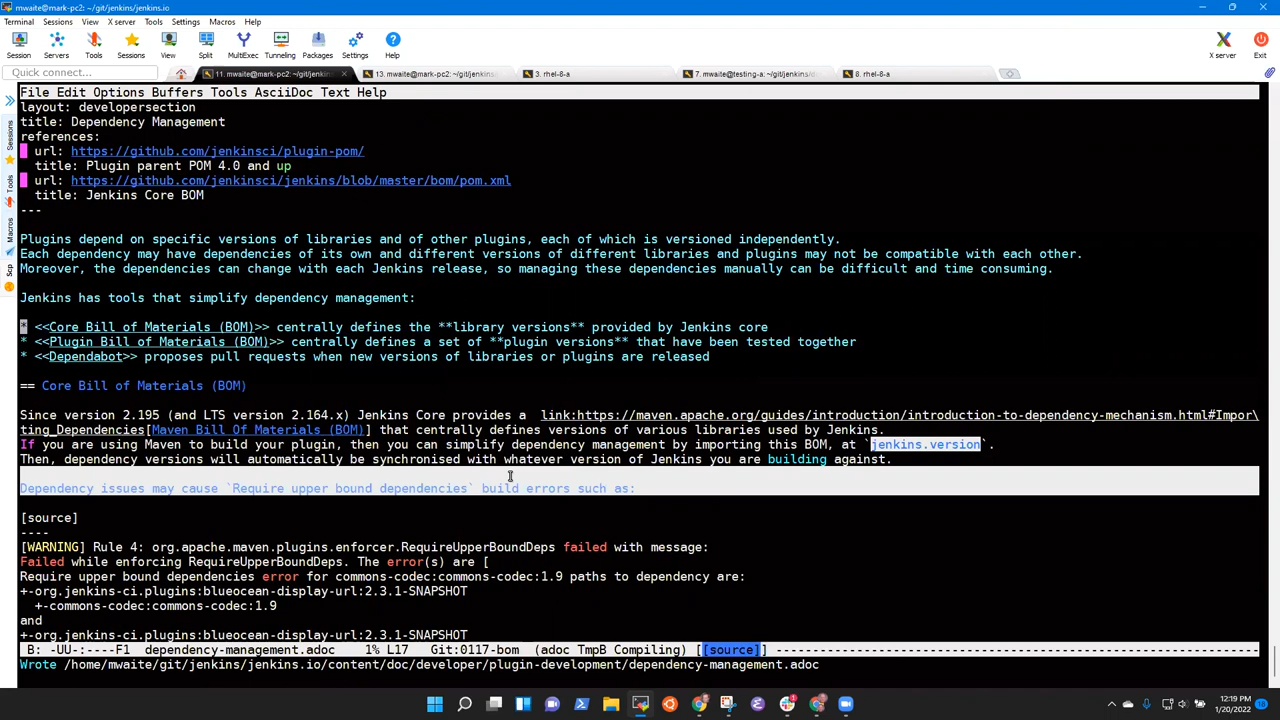 mwaite@mark-pc2: ~/git/jenkins/jenkins.io
Terminal Sessions View X server Tools Settings Macros Help
Session Servers Tools Sessions View Split MultiExec Tunneling Packages Settings Help X server Exit
Quick connect...
11. mwaite@mark-pc2: ~/git/jenkins 13. mwaite@mark-pc2: ~/git/jenkins 3. rhel-8-a 7. mwaite@testing-a: ~/git/jenkins/d 8. rhel-8-a
Sessions
Tools
Macros
Scp
File Edit Options Buffers Tools AsciiDoc Text Help
layout: developersection
title: Dependency Management
references:
url: https://github.com/jenkinsci/plugin-pom/
title: Plugin parent POM 4.0 and up
url: https://github.com/jenkinsci/jenkins/blob/master/bom/pom.xml
title: Jenkins Core BOM
---
Plugins depend on specific versions of libraries and of other plugins, each of which is versioned independently.
Each dependency may have dependencies of its own and different versions of different libraries and plugins may not be compatible with each other.
Moreover, the dependencies can change with each Jenkins release, so managing these dependencies manually can be difficult and time consuming.
Jenkins has tools that simplify dependency management:
* <<Core Bill of Materials (BOM)>> centrally defines the **library versions** provided by Jenkins core
* <<Plugin Bill of Materials (BOM)>> centrally defines a set of **plugin versions** that have been tested together
* <<Dependabot>> proposes pull requests when new versions of libraries or plugins are released
== Core Bill of Materials (BOM)
Since version 2.195 (and LTS version 2.164.x) Jenkins Core provides a  link:https://maven.apache.org/guides/introduction/introduction-to-dependency-mechanism.html#Impor\
ting_Dependencies[Maven Bill Of Materials (BOM)] that centrally defines versions of various libraries used by Jenkins.
If you are using Maven to build your plugin, then you can simplify dependency management by importing this BOM, at `jenkins.version`.
Then, dependency versions will automatically be synchronised with whatever version of Jenkins you are building against.
Dependency issues may cause `Require upper bound dependencies` build errors such as:
[source]
----
[WARNING] Rule 4: org.apache.maven.plugins.enforcer.RequireUpperBoundDeps failed with message:
Failed while enforcing RequireUpperBoundDeps. The error(s) are [
Require upper bound dependencies error for commons-codec:commons-codec:1.9 paths to dependency are:
+-org.jenkins-ci.plugins:blueocean-display-url:2.3.1-SNAPSHOT
+-commons-codec:commons-codec:1.9
and
+-org.jenkins-ci.plugins:blueocean-display-url:2.3.1-SNAPSHOT
B: -UU-:----F1 dependency-management.adoc 1% L17 Git:0117-bom (adoc TmpB Compiling) [[source]] ----------
Wrote /home/mwaite/git/jenkins/jenkins.io/content/doc/developer/plugin-development/dependency-management.adoc
12:19 PM
1/20/2022